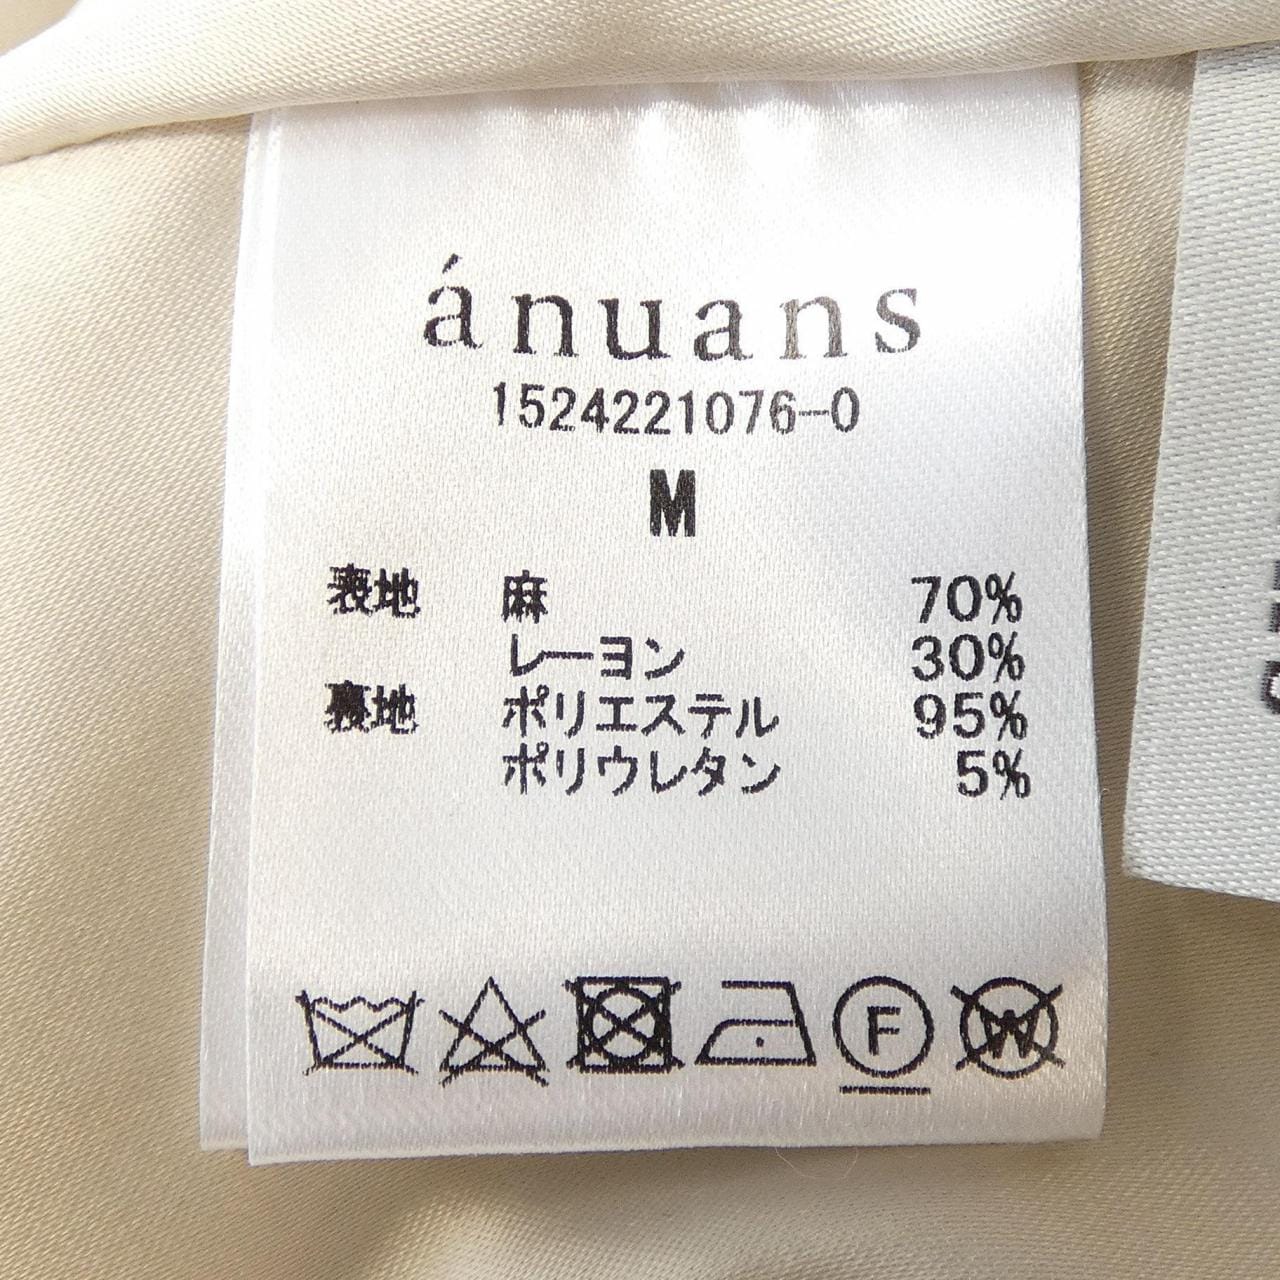 ánuans
1524221076-0
M
表地 麻 70%
レーヨン 30%
裏地 ポリエステル 95%
ポリウレタン 5%
F
W